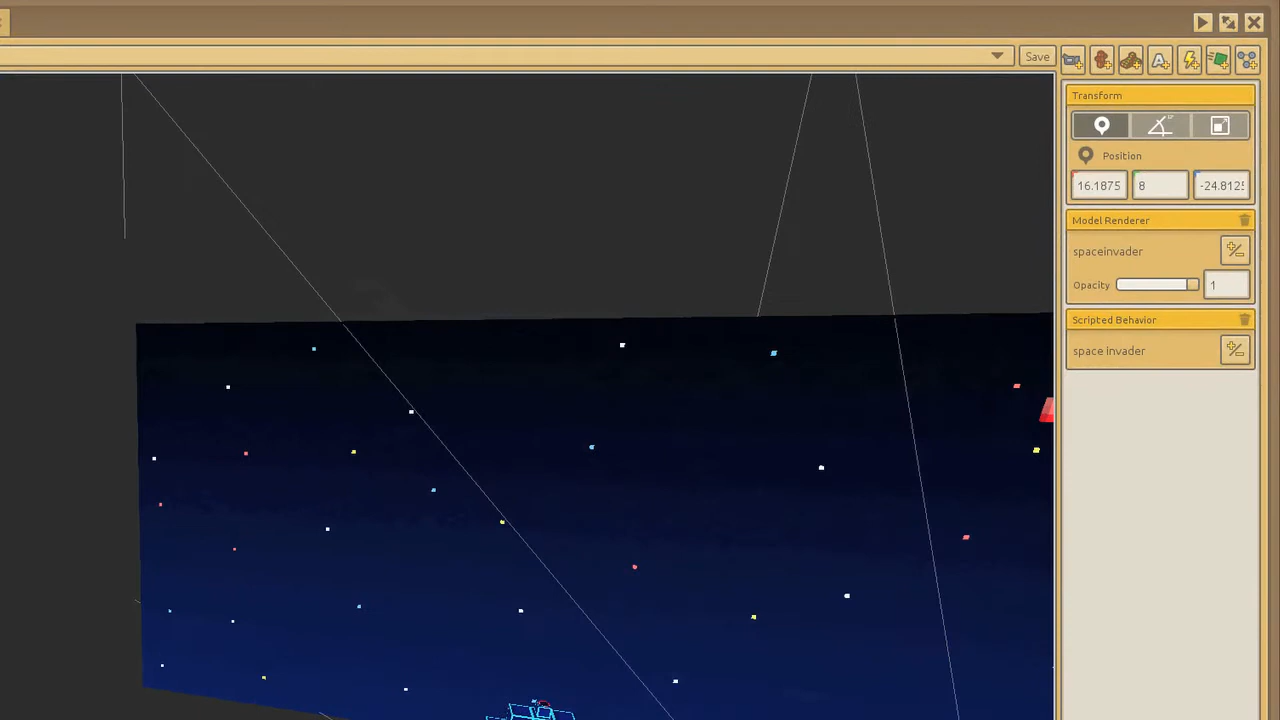 Save
Transform
Position
16.1875 8 -24.8125
Model Renderer
spaceinvader
Opacity 1
Scripted Behavior
space invader